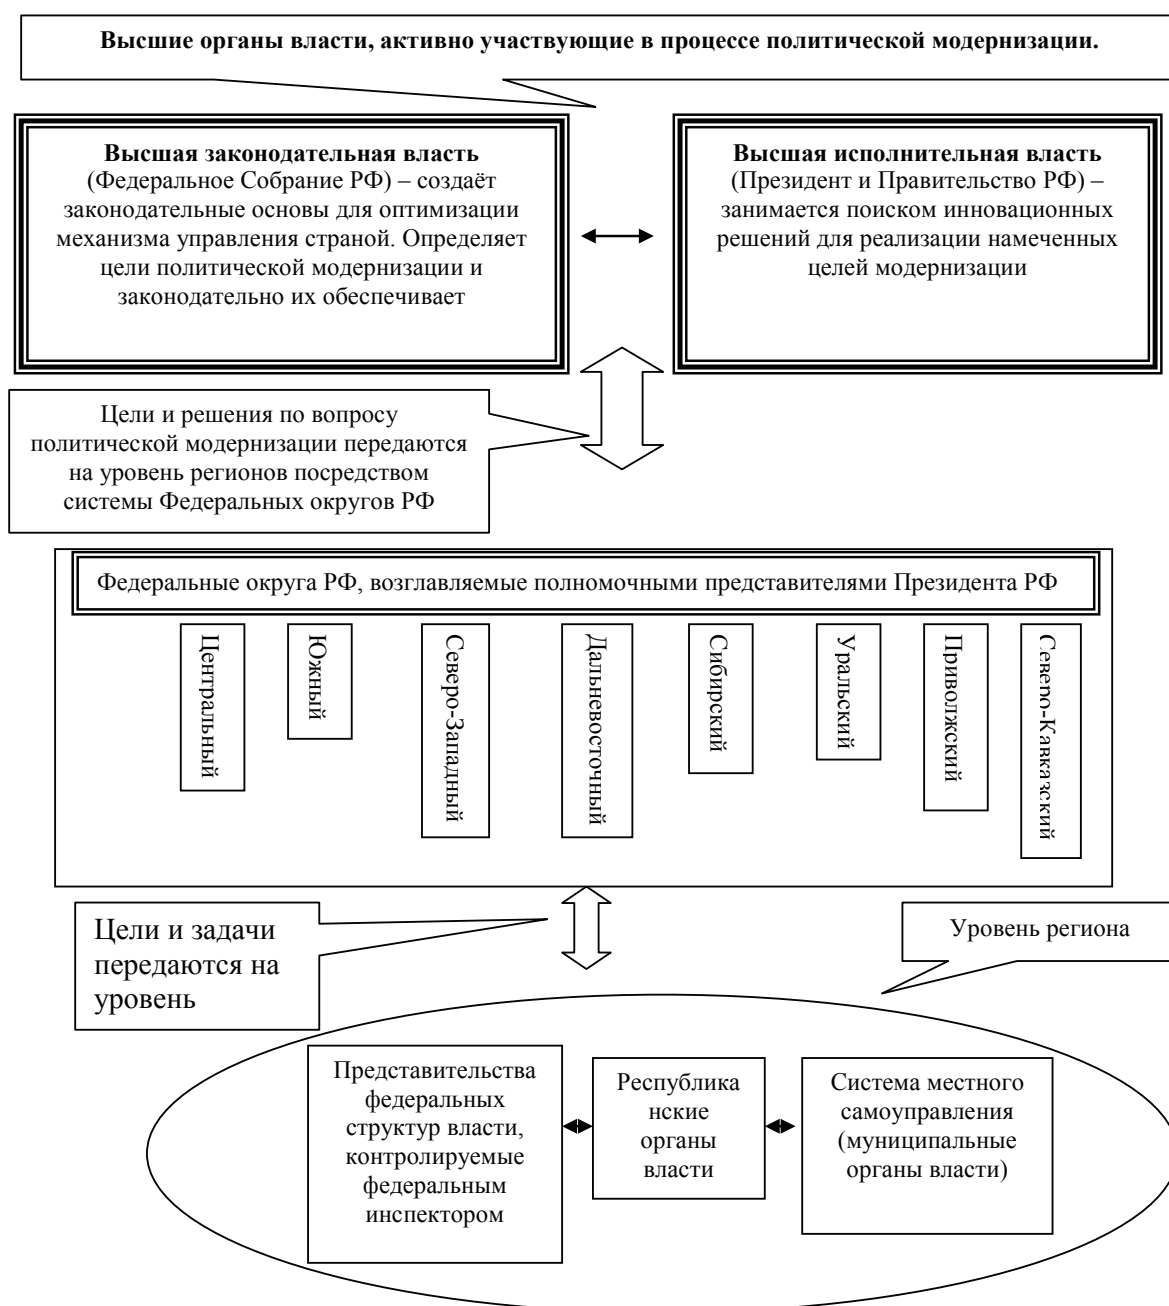 Высшие органы власти, активно участвующие в процессе политической модернизации.
Высшая законодательная власть
(Федеральное Собрание РФ) – создаёт
законодательные основы для оптимизации
механизма управления страной. Определяет
цели политической модернизации и
законодательно их обеспечивает
Высшая исполнительная власть
(Президент и Правительство РФ) –
занимается поиском инновационных
решений для реализации намеченных
целей модернизации
Цели и решения по вопросу
политической модернизации передаются
на уровень регионов посредством
системы Федеральных округов РФ
Федеральные округа РФ, возглавляемые полномочными представителями Президента РФ
Центральный
Южный
Северо-Западный
Дальневосточный
Сибирский
Уральский
Приволжский
Северо-Кавказский
Цели и задачи
передаются на
уровень
Уровень региона
Представительства
федеральных
структур власти,
контролируемые
федеральным
инспектором
Республика
нские
органы
власти
Система местного
самоуправления
(муниципальные
органы власти)